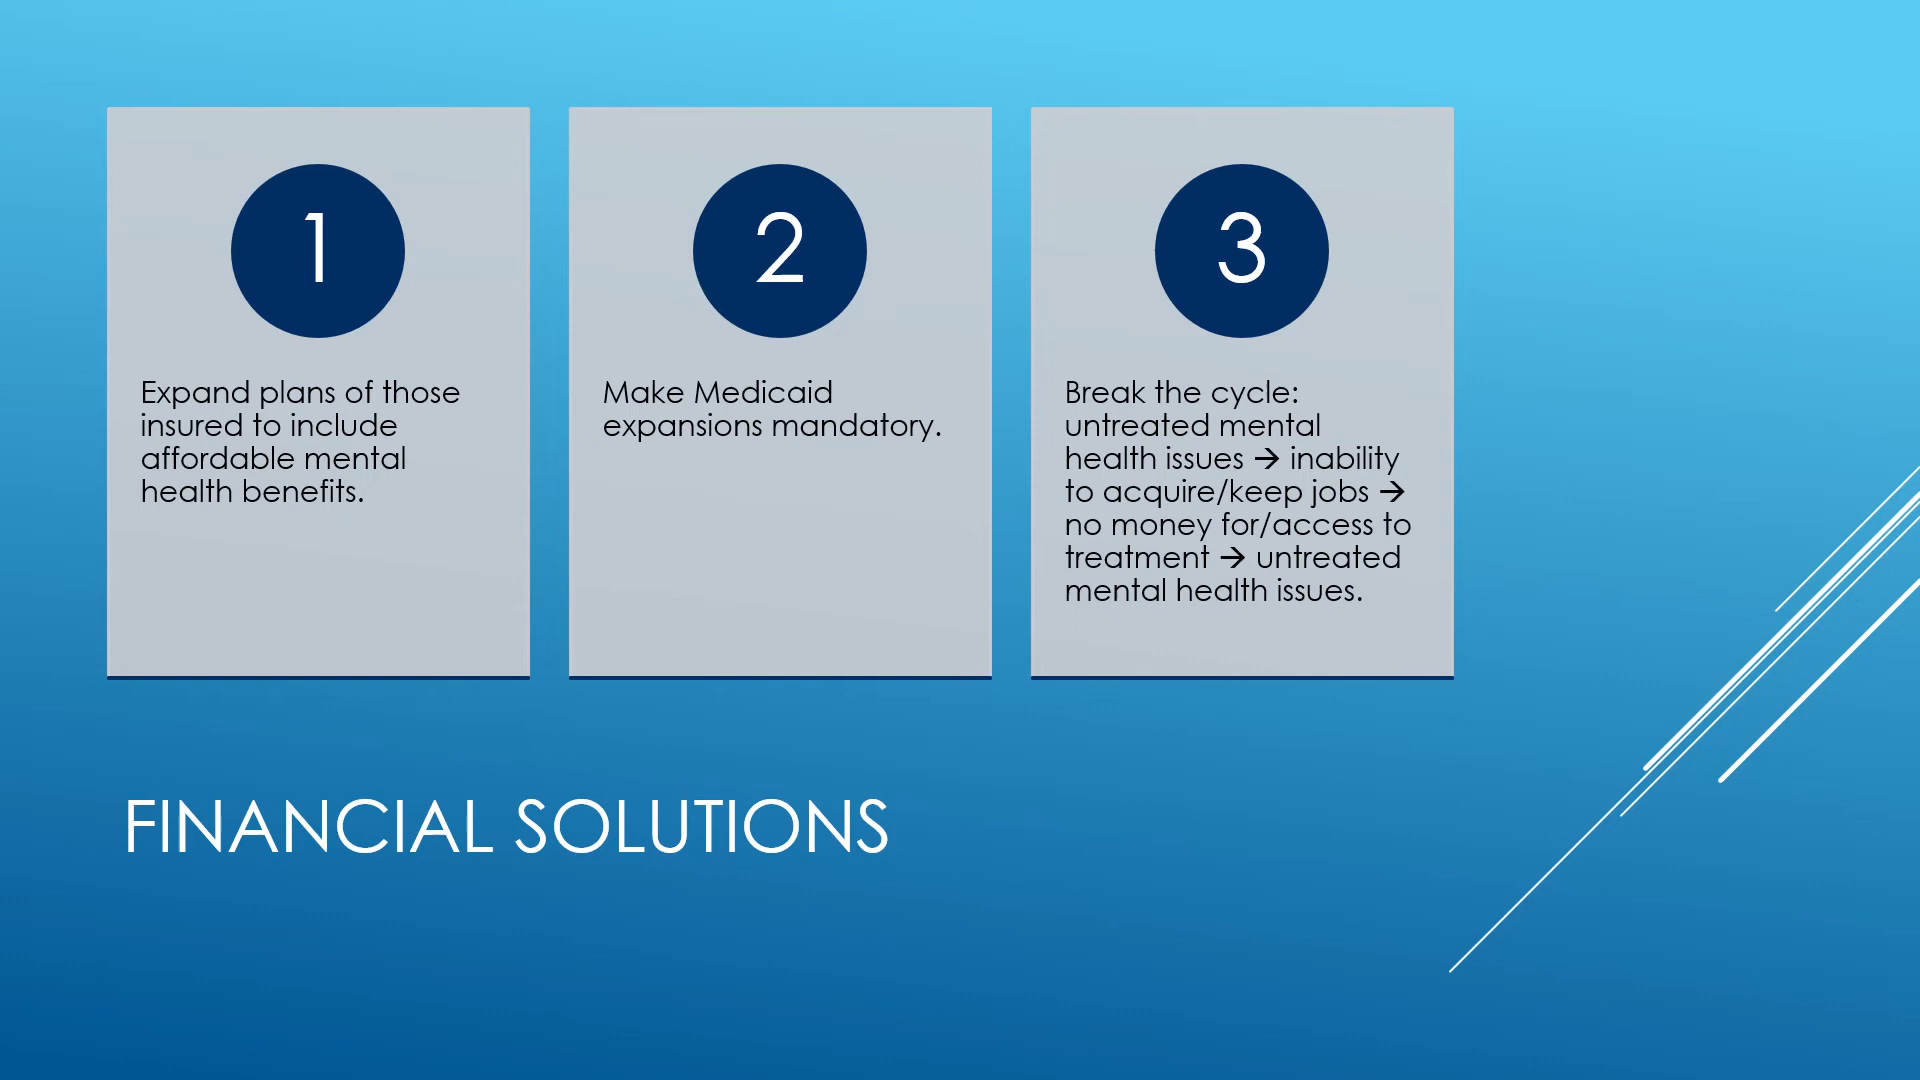 1
Expand plans of those
insured to include
affordable mental
health benefits.
2
Make Medicaid
expansions mandatory.
3
Break the cycle:
untreated mental
health issues → inability
to acquire/keep jobs →
no money for/access to
treatment → untreated
mental health issues.
FINANCIAL SOLUTIONS